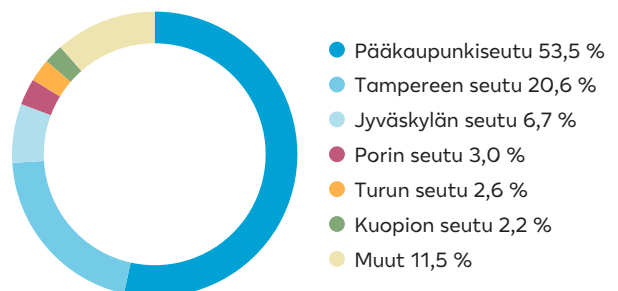 Pääkaupunkiseutu 53,5 %
Tampereen seutu 20,6 %
Jyväskylän seutu 6,7 %
Porin seutu 3,0 %
Turun seutu 2,6 %
Kuopion seutu 2,2 %
Muut 11,5 %